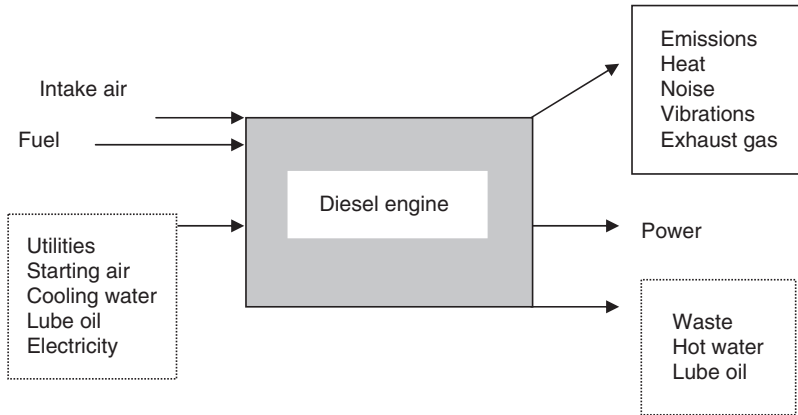 Intake air
Fuel
Utilities
Starting air
Cooling water
Lube oil
Electricity
Diesel engine
Emissions
Heat
Noise
Vibrations
Exhaust gas
Power
Waste
Hot water
Lube oil